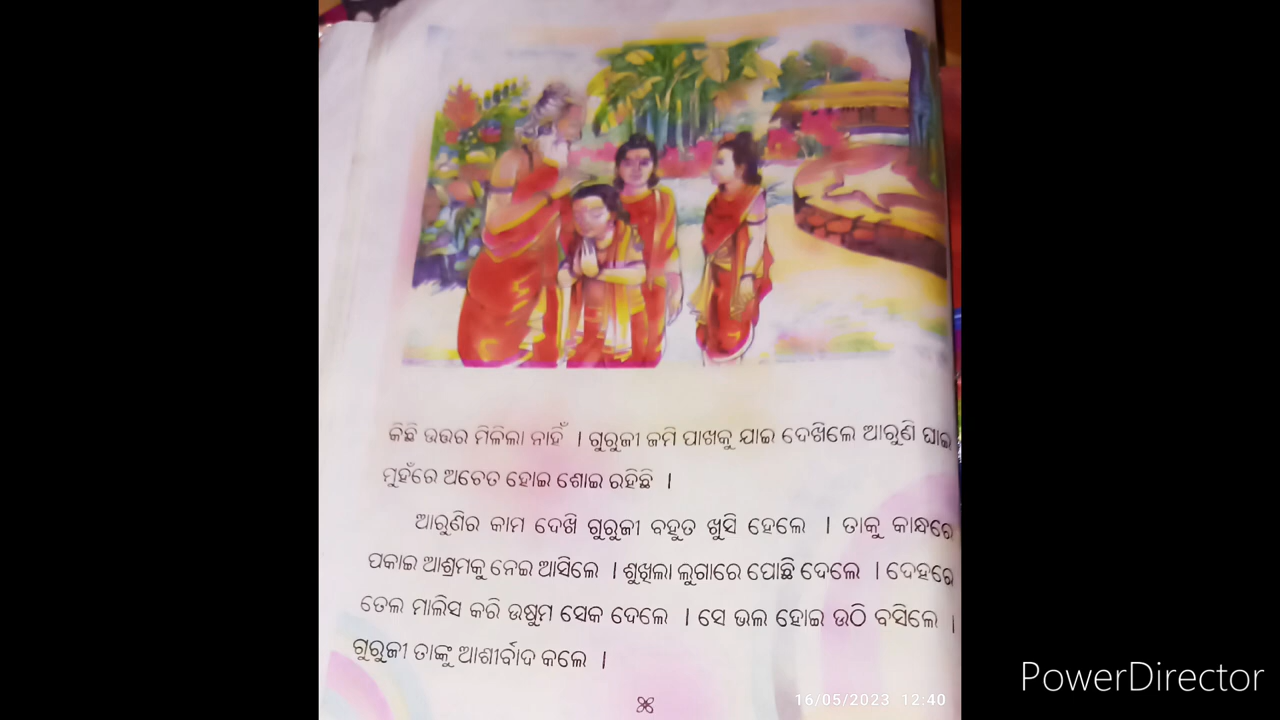 କିଛି ଉତ୍ତର ମିଳିଲା ନାହିଁ । ଗୁରୁଜୀ ଜମି ପାଖକୁ ଯାଇ ଦେଖିଲେ ଆରୁଣି ଘାଇ
ମୁହଁରେ ଅଚେତ ହୋଇ ଶୋଇ ରହିଛି ।
ଆରୁଣିର କାମ ଦେଖି ଗୁରୁଜୀ ବହୁତ ଖୁସି ହେଲେ । ତାକୁ କାନ୍ଧରେ
ପକାଇ ଆଶ୍ରମକୁ ନେଇ ଆସିଲେ । ଶୁଖିଲା ଲୁଗାରେ ପୋଛି ଦେଲେ । ଦେହରେ
ତେଲ ମାଲିସ କରି ଉଷୁମ ସେକ ଦେଲେ । ସେ ଭଲ ହୋଇ ଉଠି ବସିଲେ ।
ଗୁରୁଜୀ ତାଙ୍କୁ ଆଶୀର୍ବାଦ କଲେ ।
16/05/2023 12:40
PowerDirector